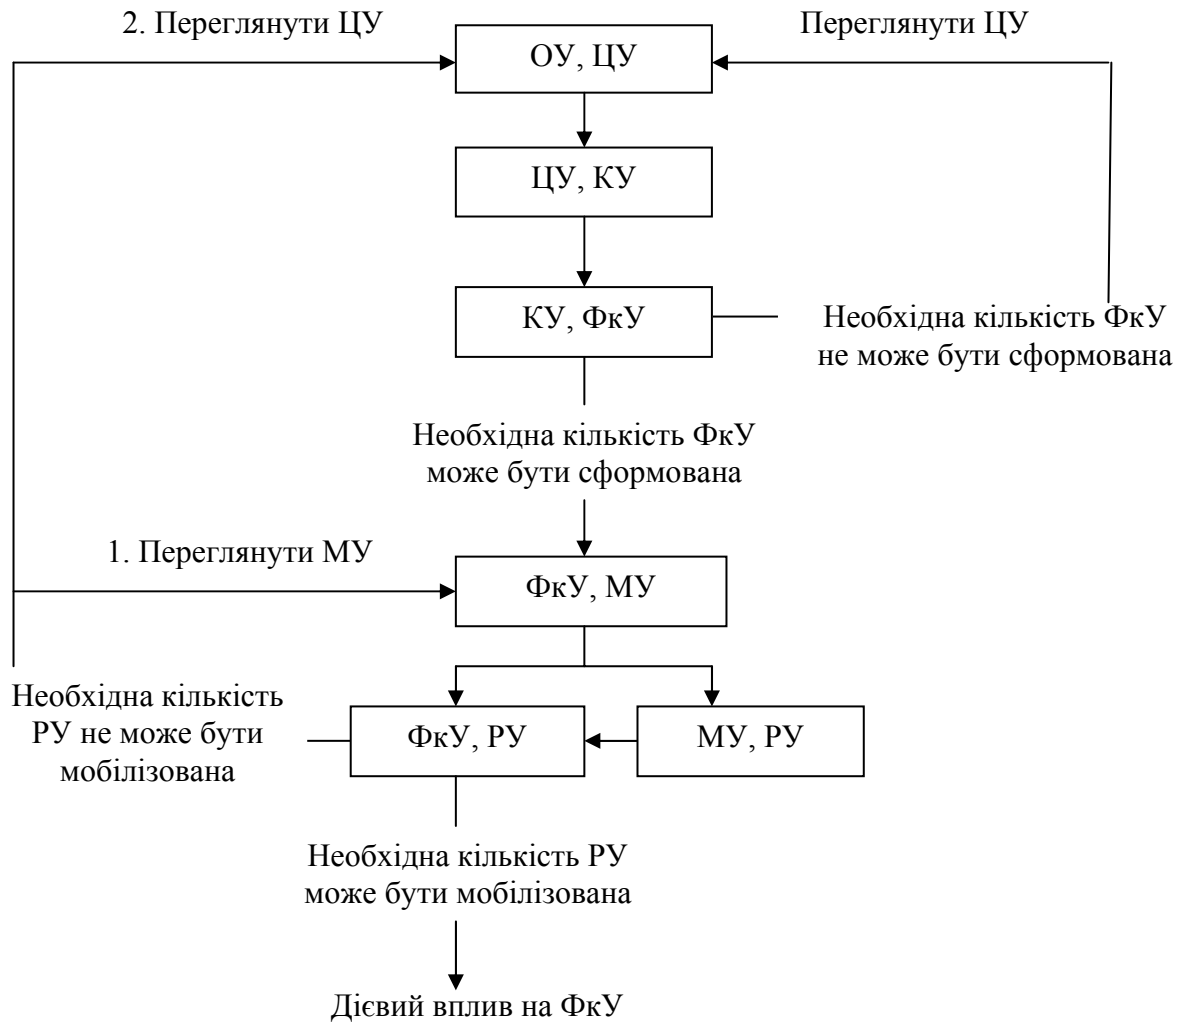 2. Переглянути ЦУ
Переглянути ЦУ
ОУ, ЦУ
ЦУ, КУ
КУ, ФкУ
Необхідна кількість ФкУ
не може бути сформована
Необхідна кількість ФкУ
може бути сформована
1. Переглянути МУ
ФкУ, МУ
Необхідна кількість
РУ не може бути
мобілізована
ФкУ, РУ
МУ, РУ
Необхідна кількість РУ
може бути мобілізована
Дієвий вплив на ФкУ